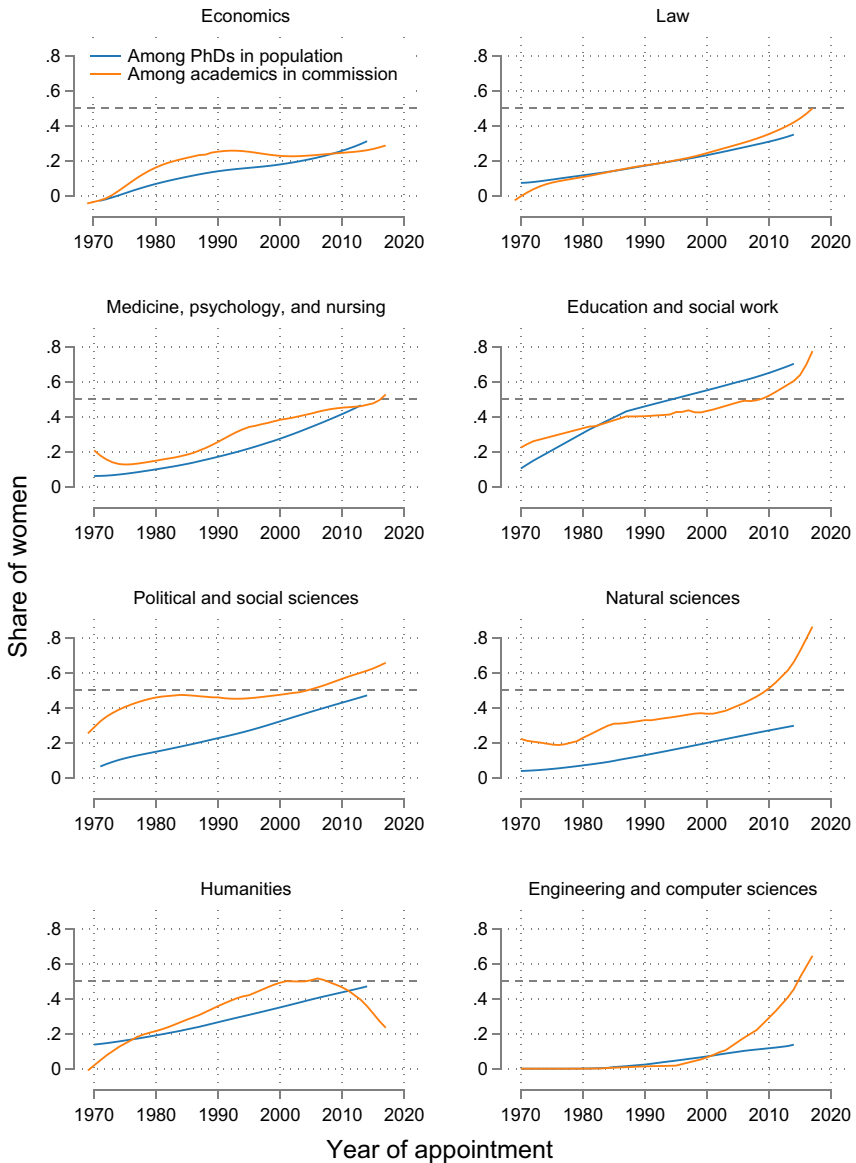 Economics
Law
Among PhDs in population
Among academics in commission
.8
.6
.4
.2
0
1970 1980 1990 2000 2010 2020
.8
.6
.4
.2
0
1970 1980 1990 2000 2010 2020
Medicine, psychology, and nursing
Education and social work
.8
.6
.4
.2
0
1970 1980 1990 2000 2010 2020
.8
.6
.4
.2
0
1970 1980 1990 2000 2010 2020
Share of women
Political and social sciences
Natural sciences
.8
.6
.4
.2
0
1970 1980 1990 2000 2010 2020
.8
.6
.4
.2
0
1970 1980 1990 2000 2010 2020
Humanities
Engineering and computer sciences
.8
.6
.4
.2
0
1970 1980 1990 2000 2010 2020
.8
.6
.4
.2
0
1970 1980 1990 2000 2010 2020
Year of appointment